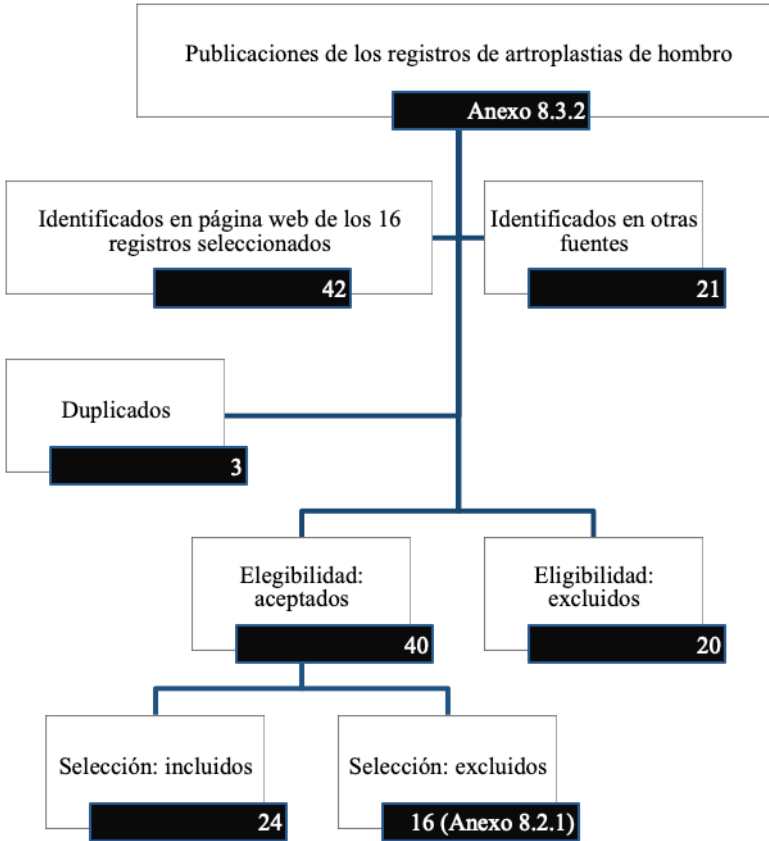 Publicaciones de los registros de artroplastias de hombro
Anexo 8.3.2
Identificados en página web de los 16
registros seleccionados
42
Identificados en otras
fuentes
21
Duplicados
3
Elegibilidad:
aceptados
40
Eligibilidad:
excluidos
20
Selección: incluidos
24
Selección: excluidos
16 (Anexo 8.2.1)